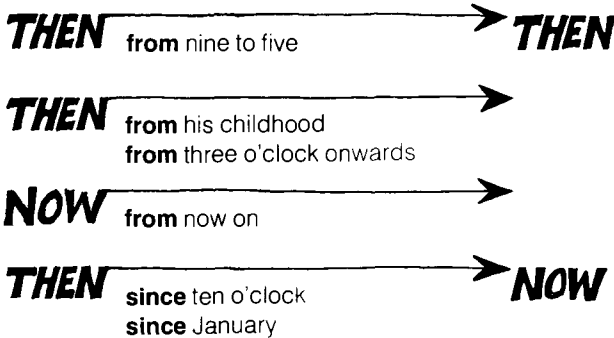 THEN from nine to five THEN
THEN from his childhood
from three o'clock onwards
NOW from now on
THEN since ten o'clock NOW
since January